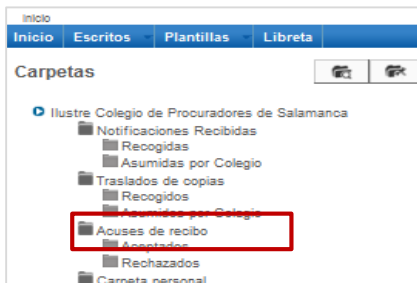 Inicio
Inicio Escritos Plantillas Libreta
Carpetas
Ilustre Colegio de Procuradores de Salamanca
Notificaciones Recibidas
Recogidas
Asumidas por Colegio
Traslados de copias
Recogidos
Asumidos por Colegio
Acuses de recibo
Aceptados
Rechazados
Carpeta personal